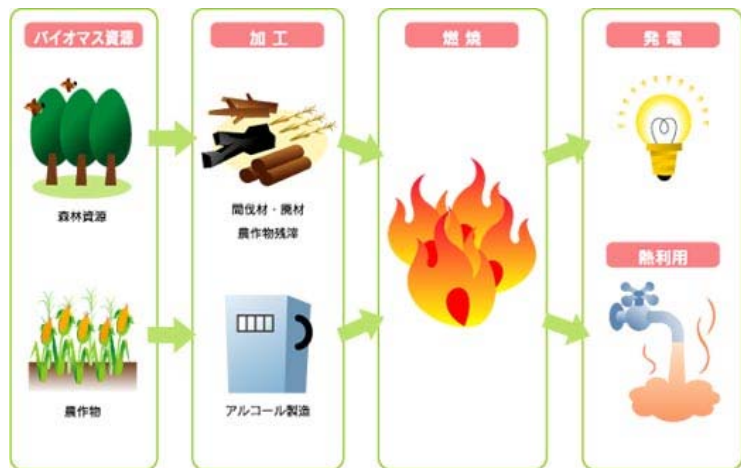 バイオマス資源
森林資源
農作物
加工
間伐材・廃材
農作物残滓
アルコール製造
燃焼
発電
熱利用